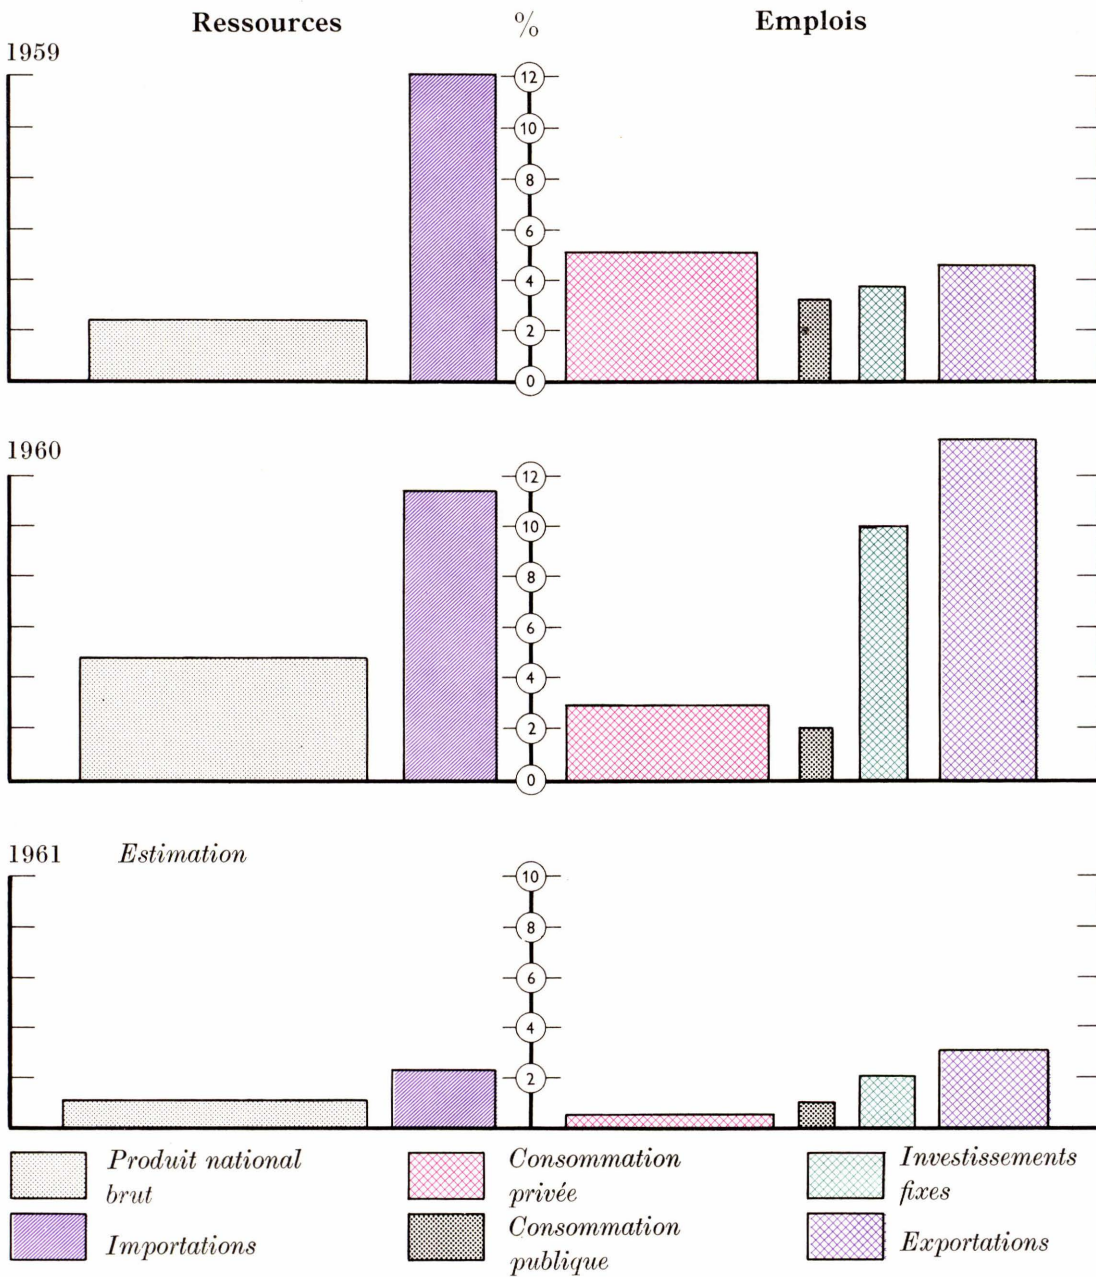 Ressources
%
Emplois
1959
12
10
8
6
4
2
0
1960
12
10
8
6
4
2
0
1961 Estimation
10
8
6
4
2
Produit national
brut
Importations
Consommation
privée
Consommation
publique
Investissements
fixes
Exportations